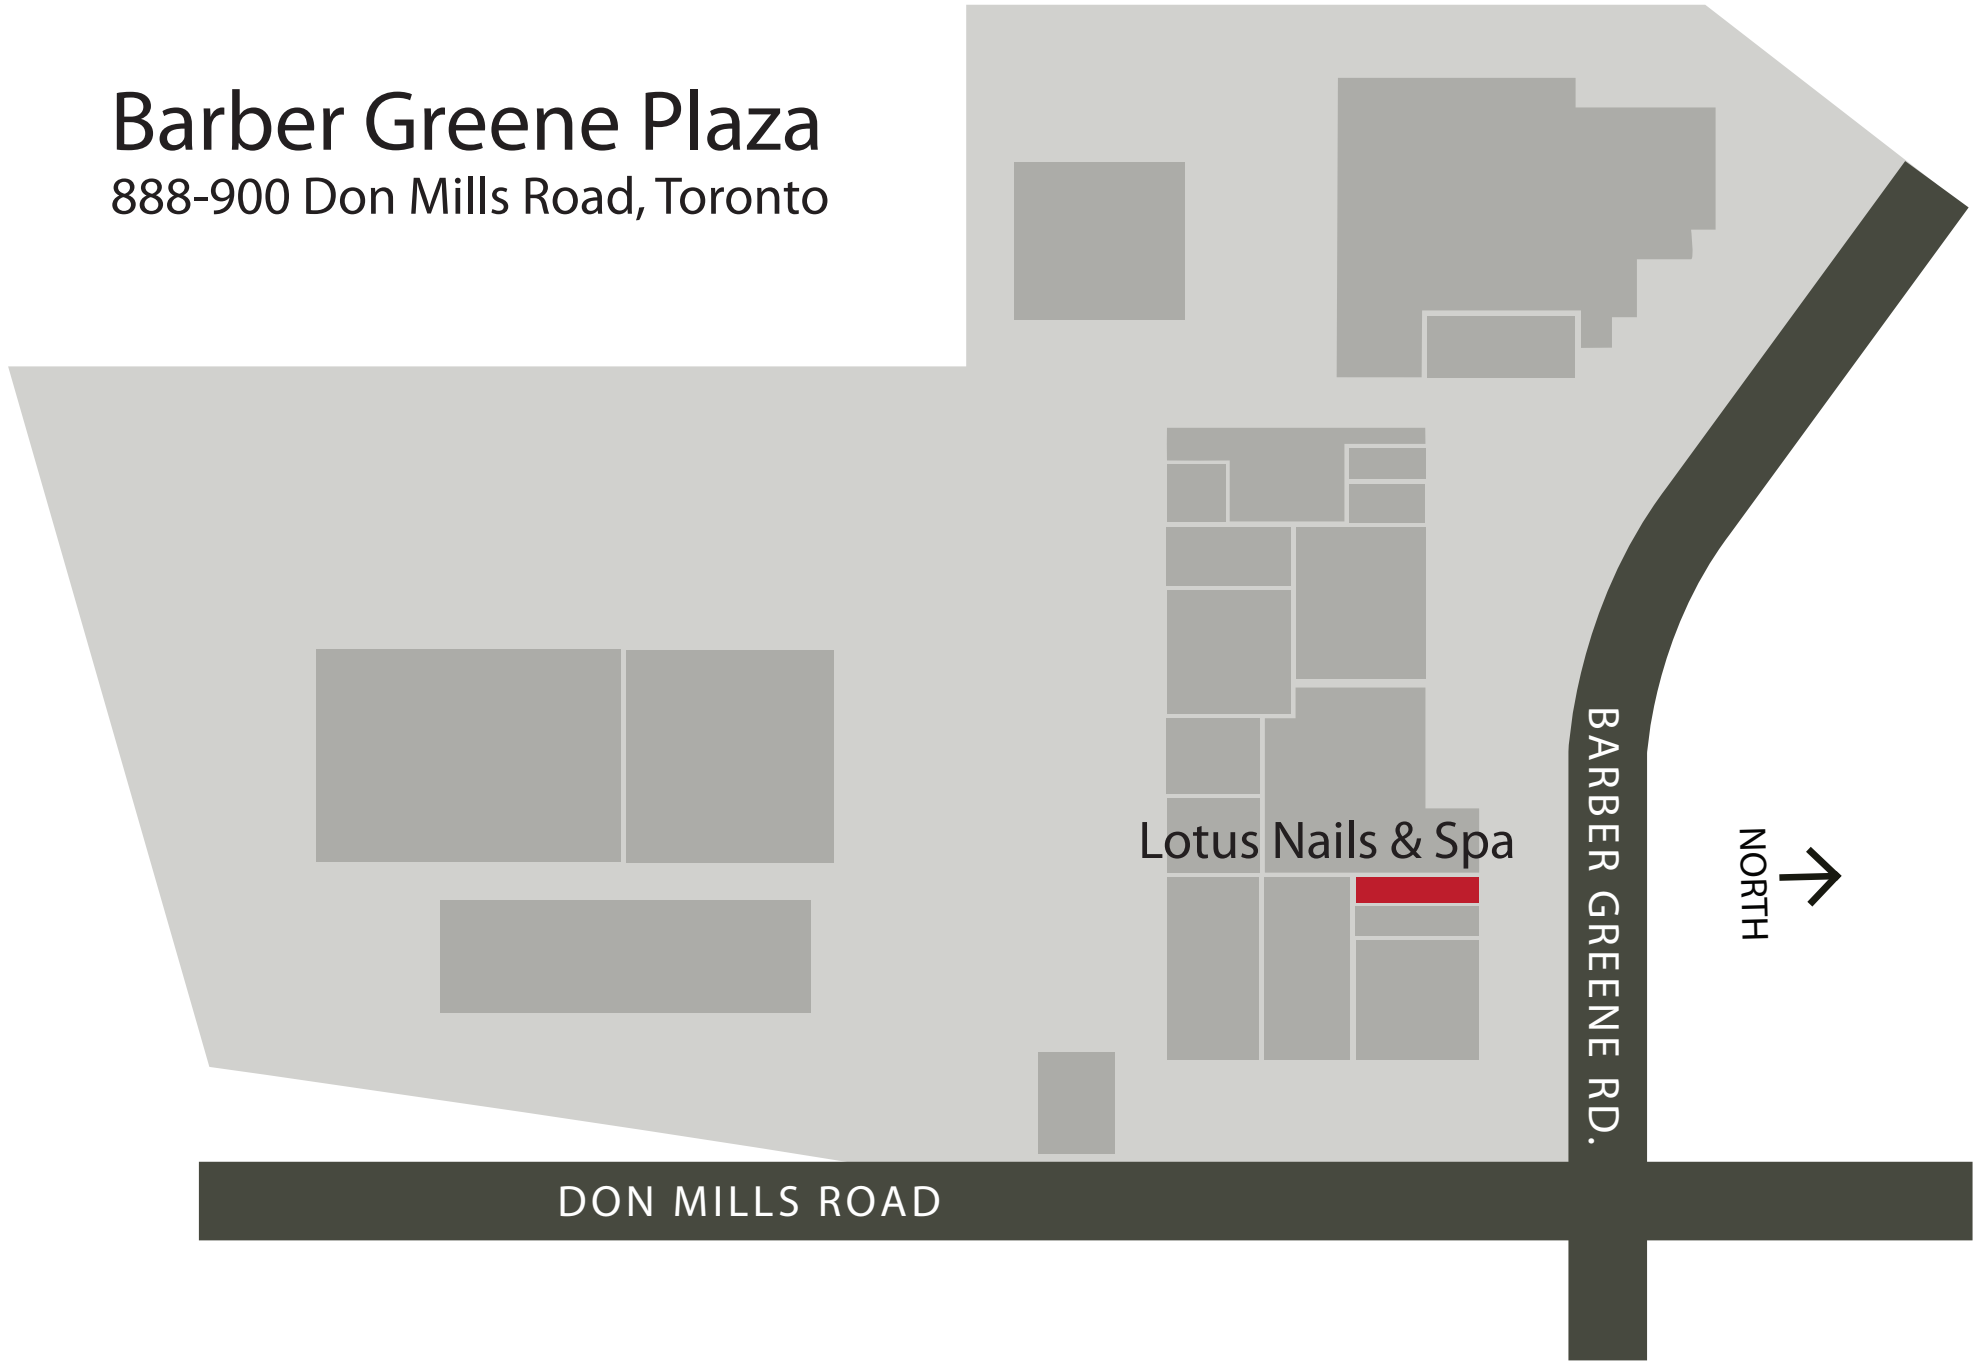 Barber Greene Plaza
888-900 Don Mills Road, Toronto
Lotus Nails & Spa
BARBER GREENE RD.
NORTH
DON MILLS ROAD